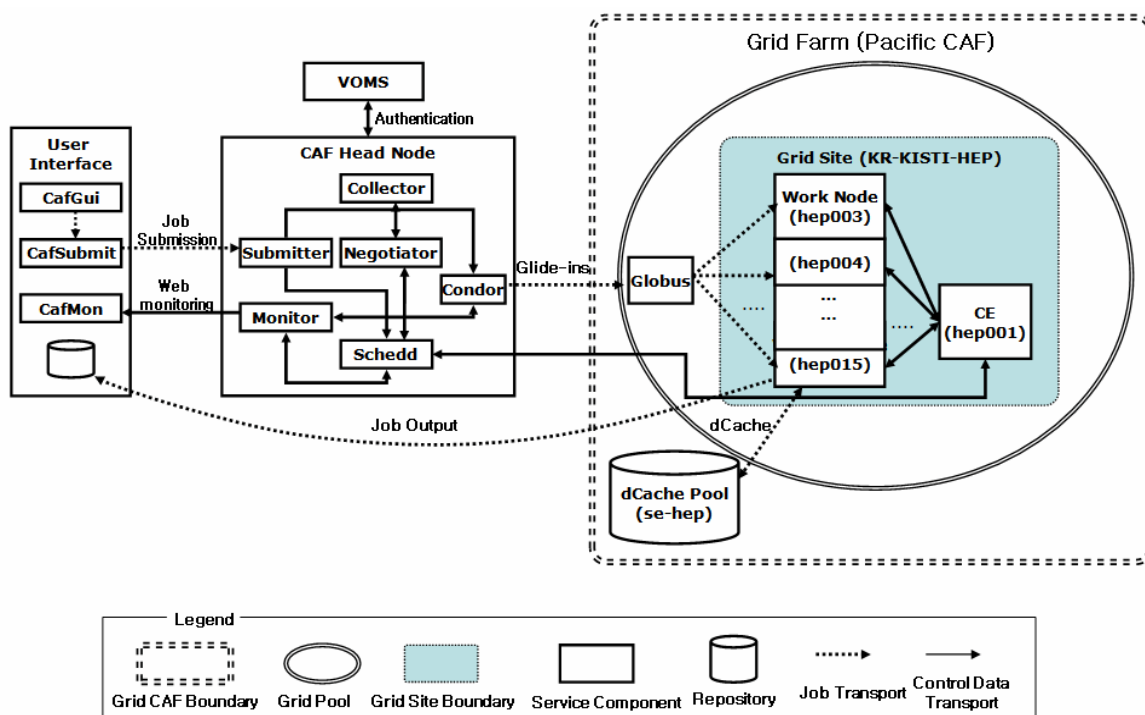 Grid Farm (Pacific CAF)
VOMS
Authentication
User
Interface
CafGui
CafSubmit
CafMon
Job
Submission
Web
monitoring
CAF Head Node
Collector
Submitter
Negotiator
Condor
Monitor
Schedd
Glide-ins
Globus
Grid Site (KR-KISTI-HEP)
Work Node
(hep003)
(hep004)
...
...
(hep015)
....
....
CE
(hep001)
Job Output
dCache
dCache Pool
(se-hep)
Legend
Grid CAF Boundary
Grid Pool
Grid Site Boundary
Service Component
Repository
Job Transport
Control Data
Transport